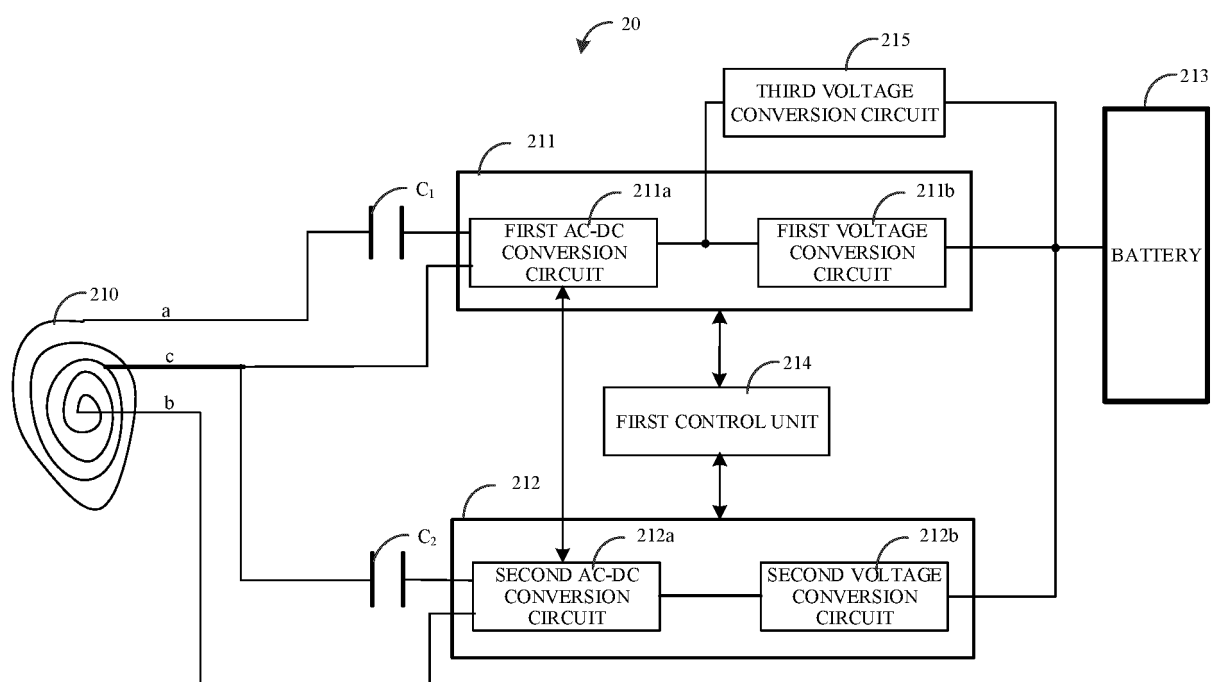 20
215
213
THIRD VOLTAGE
CONVERSION CIRCUIT
211
C1
211a
211b
FIRST AC-DC
CONVERSION
CIRCUIT
FIRST VOLTAGE
CONVERSION
CIRCUIT
BATTERY
210
a
c
b
214
FIRST CONTROL UNIT
212
C2
212a
212b
SECOND AC-DC
CONVERSION
CIRCUIT
SECOND VOLTAGE
CONVERSION
CIRCUIT